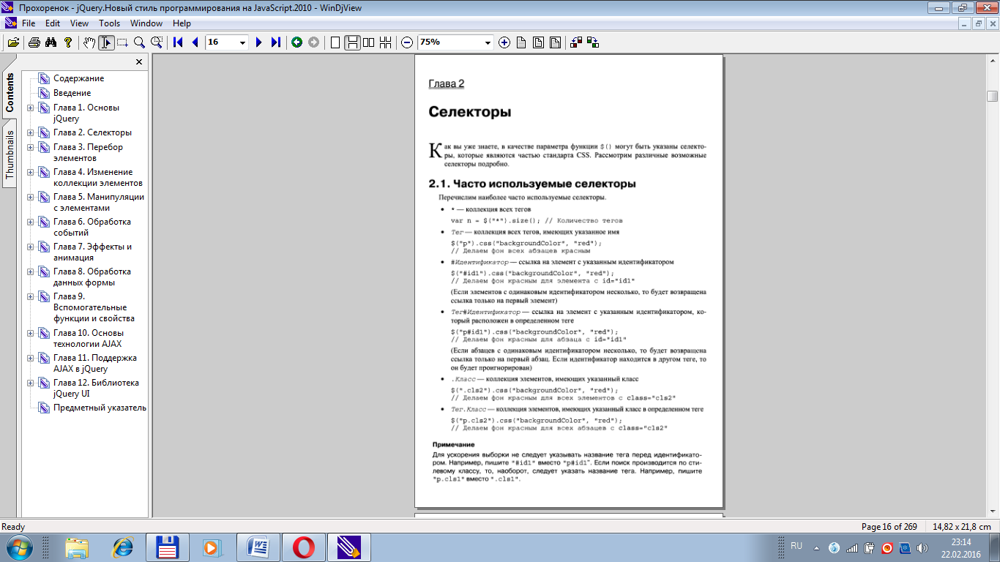 Прохоренок - jQuery.Новый стиль программирования на JavaScript.2010 - WinDjView
File Edit View Tools Window Help
16
75%
Contents
Thumbnails
Содержание
Введение
Глава 1. Основы
jQuery
Глава 2. Селекторы
Глава 3. Перебор
элементов
Глава 4. Изменение
коллекции элементов
Глава 5. Манипуляции
с элементами
Глава 6. Обработка
событий
Глава 7. Эффекты и
анимация
Глава 8. Обработка
данных формы
Глава 9.
Вспомогательные
функции и свойства
Глава 10. Основы
технологии AJAX
Глава 11. Поддержка
AJAX в jQuery
Глава 12. Библиотека
jQuery UI
Предметный указатель
Глава 2
Селекторы
Как вы уже знаете, в качестве параметра функции $() могут быть указаны селекто-
ры, которые являются частью стандарта CSS. Рассмотрим различные возможные
селекторы подробно.
2.1. Часто используемые селекторы
Перечислим наиболее часто используемые селекторы.
• * — коллекция всех тегов
var n = $("*").size(); // Количество тегов
• Тег — коллекция всех тегов, имеющих указанное имя
$("p").css("backgroundColor", "red");
// Делаем фон всех абзацев красным
• #Идентификатор — ссылка на элемент с указанным идентификатором
$("#id1").css("backgroundColor", "red");
// Делаем фон красным для элемента с id="id1"
(Если элементов с одинаковым идентификатором несколько, то будет возвращена
ссылка только на первый элемент)
• Тег#Идентификатор — ссылка на элемент с указанным идентификатором, ко-
торый расположен в определенном теге
$("p#id1").css("backgroundColor", "red");
// Делаем фон красным для абзаца с id="id1"
(Если абзацев с одинаковым идентификатором несколько, то будет возвращена
ссылка только на первый абзац. Если идентификатор находится в другом теге, то
он будет проигнорирован)
• .Класс — коллекция элементов, имеющих указанный класс
$(".cls2").css("backgroundColor", "red");
// Делаем фон красным для всех элементов с class="cls2"
• Тег.Класс — коллекция элементов, имеющих указанный класс в определенном теге
$("p.cls2").css("backgroundColor", "red");
// Делаем фон красным для всех абзацев с class="cls2"
Примечание
Для ускорения выборки не следует указывать название тега перед идентификато-
ром. Например, пишите "#id1" вместо "p#id1". Если поиск производится по сти-
левому классу, то, наоборот, следует указать название тега. Например, пишите
"p.cls1" вместо ".cls1".
Ready
Page 16 of 269
14,82 x 21,8 cm
RU
23:14
22.02.2016